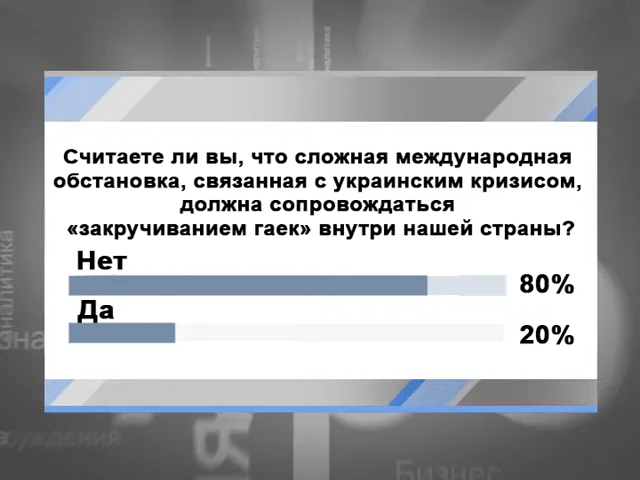 Считаете ли вы, что сложная международная
обстановка, связанная с украинским кризисом,
должна сопровождаться
«закручиванием гаек» внутри нашей страны?
Нет
80%
Да
20%
Бизнес